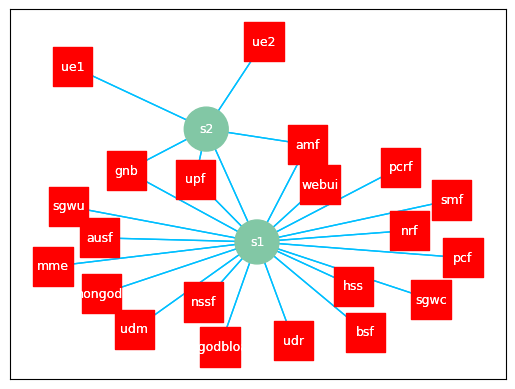 ue2
ue1
s2
amf
pcrf
gnb
upf
webui
smf
sgwu
nrf
ausf
s1
pcf
mme
hss
ongod
sgwc
nssf
udm
bsf
udr
godblo